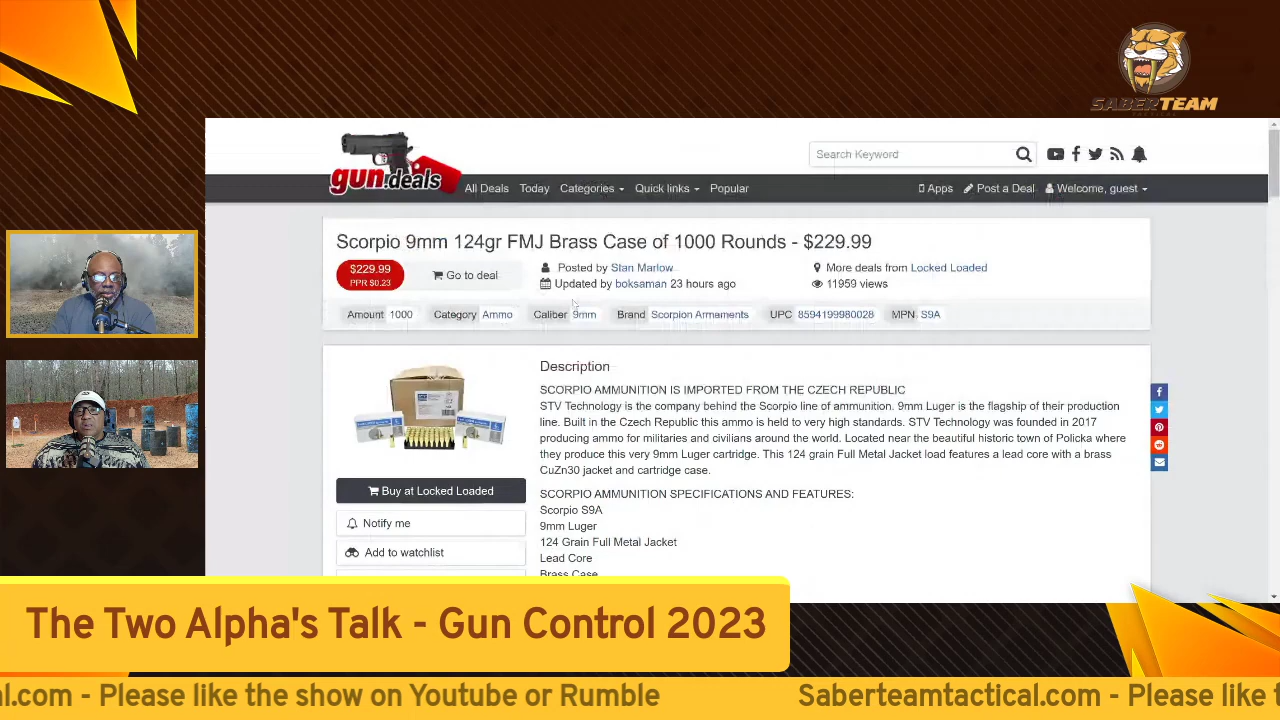 SABERTEAM
TACTICAL
gun.deals
Search Keyword
All Deals Today Categories Quick links Popular Apps Post a Deal Welcome, guest
Scorpio 9mm 124gr FMJ Brass Case of 1000 Rounds - $229.99
$229.99
PPR $0.23
Go to deal
Posted by Stan Marlow
Updated by boksaman 23 hours ago
More deals from Locked Loaded
11959 views
Amount 1000 Category Ammo Caliber 9mm Brand Scorpion Armements UPC 8594199980028 MPN S9A
Description
SCORPIO AMMUNITION IS IMPORTED FROM THE CZECH REPUBLIC
STV Technology is the company behind the Scorpio line of ammunition. 9mm Luger is the flagship of their production
line. Built in the Czech Republic this ammo is held to very high standards. STV Technology was founded in 2017
producing ammo for militaries and civilians around the world. Located near the beautiful historic town of Policka where
they produce this very 9mm Luger cartridge. This 124 grain Full Metal Jacket load features a lead core with a brass
CuZn30 jacket and cartridge case.
SCORPIO AMMUNITION SPECIFICATIONS AND FEATURES:
Scorpio S9A
9mm Luger
124 Grain Full Metal Jacket
Lead Core
Brass Case
Buy at Locked Loaded
Notify me
Add to watchlist
The Two Alpha's Talk - Gun Control 2023
al.com - Please like the show on Youtube or Rumble Saberteamtactical.com - Please like t